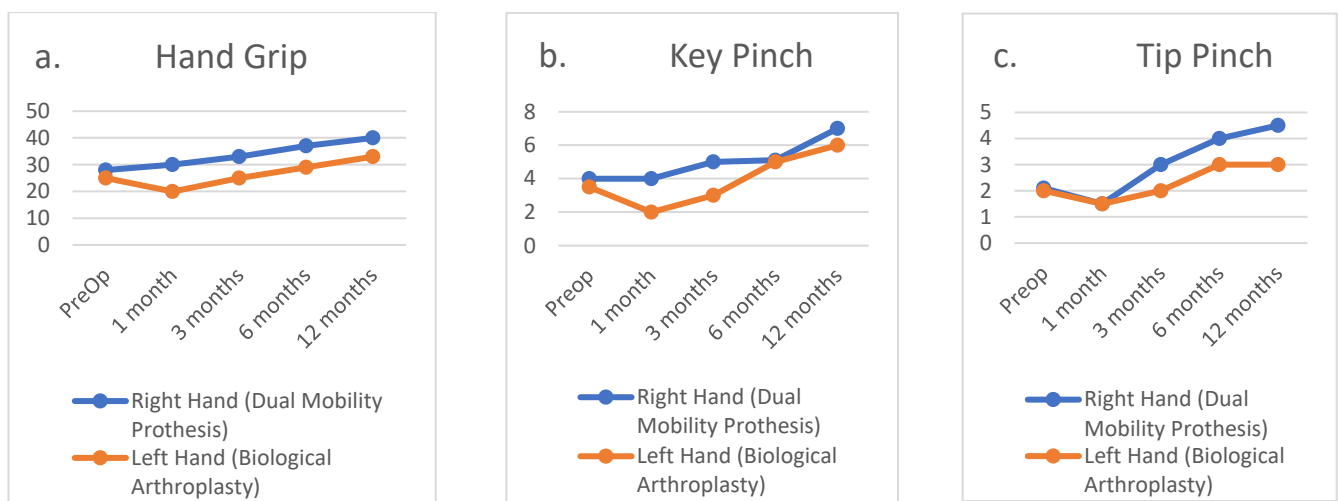 a. Hand Grip
50
40
30
20
10
0
PreOp
1 month
3 months
6 months
12 months
Right Hand (Dual Mobility
Prothesis)
Left Hand (Biological
Arthroplasty)
b. Key Pinch
8
6
4
2
0
Preop
1 month
3 months
6 months
12 months
Right Hand (Dual
Mobility Prothesis)
Left Hand (Biological
Arthroplasty)
c. Tip Pinch
5
4
3
2
1
0
Preop
1 month
3 months
6 months
12 months
Right Hand (Dual
Mobility Prothesis)
Left Hand (Biological
Arthroplasty)